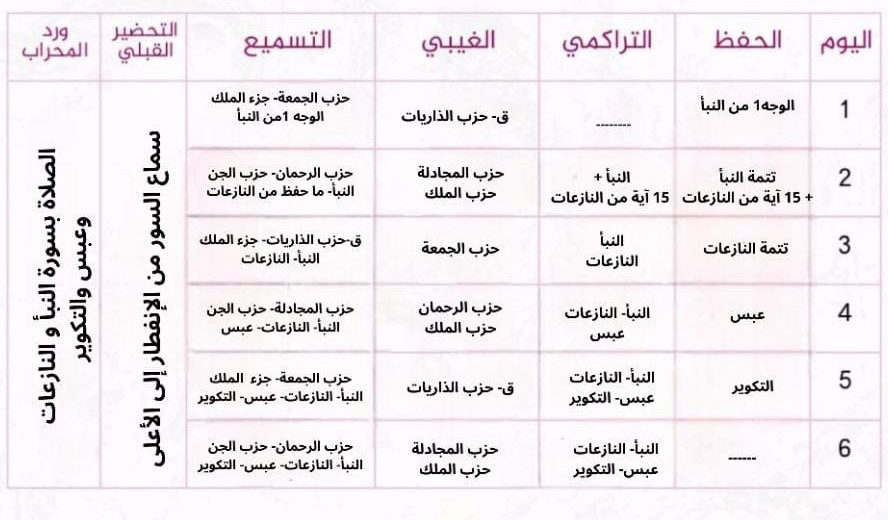 اليوم
الحفظ
التراكمي
الغيبي
التسميع
التحضير
القبلي
ورد
المحراب
1
الوجه1 من النبأ
--------
ق- حزب الذاريات
حزب الجمعة- جزء الملك
الوجه 1من النبأ
2
تتمة النبأ
+ 15 آية من النازعات
النبأ +
15 آية من النازعات
حزب المجادلة
حزب الملك
حزب الرحمان- حزب الجن
النبأ- ما حفظ من النازعات
3
تتمة النازعات
النبأ
النازعات
حزب الجمعة
ق-حزب الذاريات- جزء الملك
النبأ- النازعات
4
عبس
النبأ- النازعات
عبس
حزب الرحمان
حزب الملك
حزب المجادلة- حزب الجن
النبأ- النازعات- عبس
5
التكوير
النبأ- النازعات
عبس- التكوير
ق- حزب الذاريات
حزب الجمعة- جزء الملك
النبأ- النازعات- عبس- التكوير
6
------
النبأ- النازعات
عبس- التكوير
حزب المجادلة
حزب الملك
حزب الرحمان- حزب الجن
النبأ- النازعات- عبس- التكوير
سماع السور من الإنفطار إلى الأعلى
الصلاة بسورة النبأ و النازعات
وعبس والتكوير